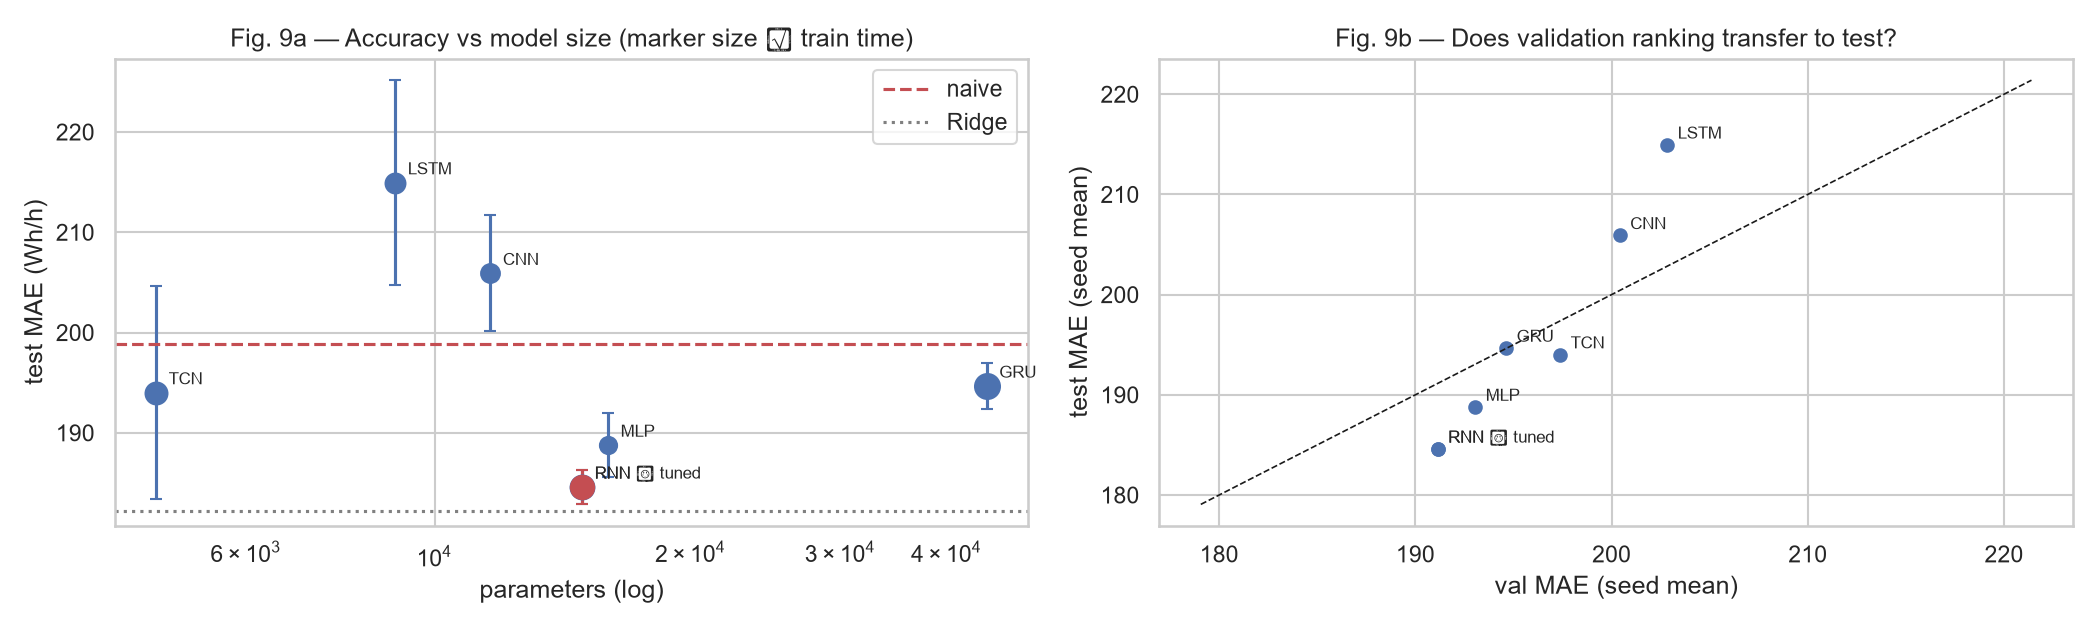 Fig. 9a — Accuracy vs model size (marker size √ train time)
naive
Ridge
LSTM
CNN
TCN
GRU
MLP
RNN tuned
220
210
200
190
test MAE (Wh/h)
6 × 10³
10⁴
2 × 10⁴
3 × 10⁴
4 × 10⁴
parameters (log)
Fig. 9b — Does validation ranking transfer to test?
LSTM
CNN
GRU
TCN
MLP
RNN tuned
220
210
200
190
180
test MAE (seed mean)
180
190
200
210
220
val MAE (seed mean)